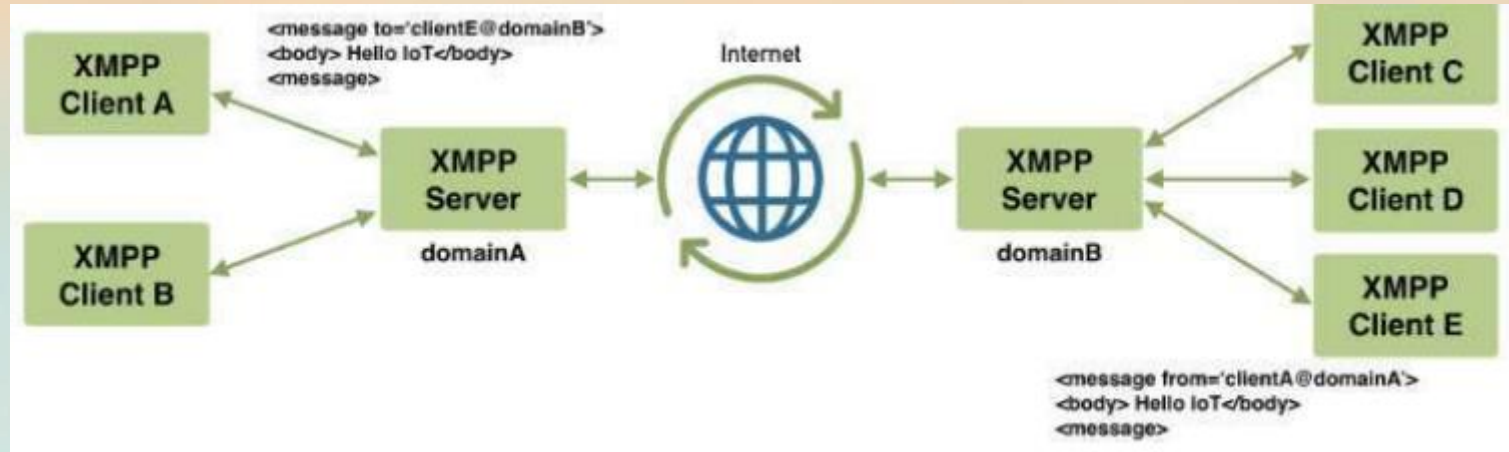 <message to='clientE@domainB'>
<body> Hello IoT</body>
<message>
XMPP
Client A
XMPP
Client B
XMPP
Server
domainA
Internet
XMPP
Server
domainB
XMPP
Client C
XMPP
Client D
XMPP
Client E
<message from='clientA@domainA'>
<body> Hello IoT</body>
<message>